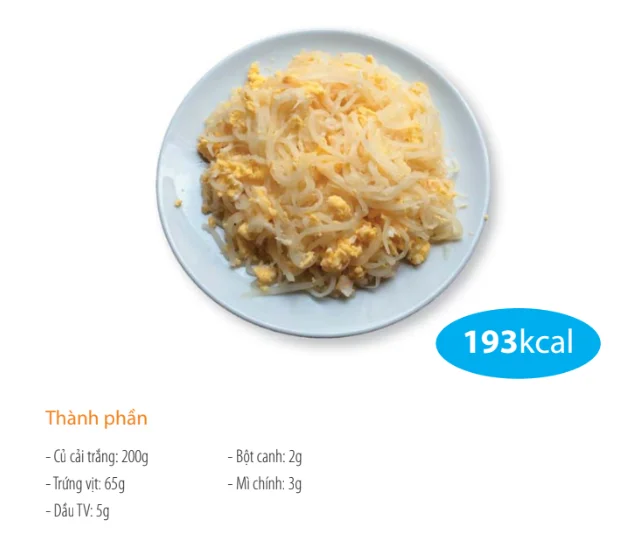 193kcal
Thành phần
- Củ cải trắng: 200g
- Trứng vịt: 65g
- Dầu TV: 5g
- Bột canh: 2g
- Mì chính: 3g